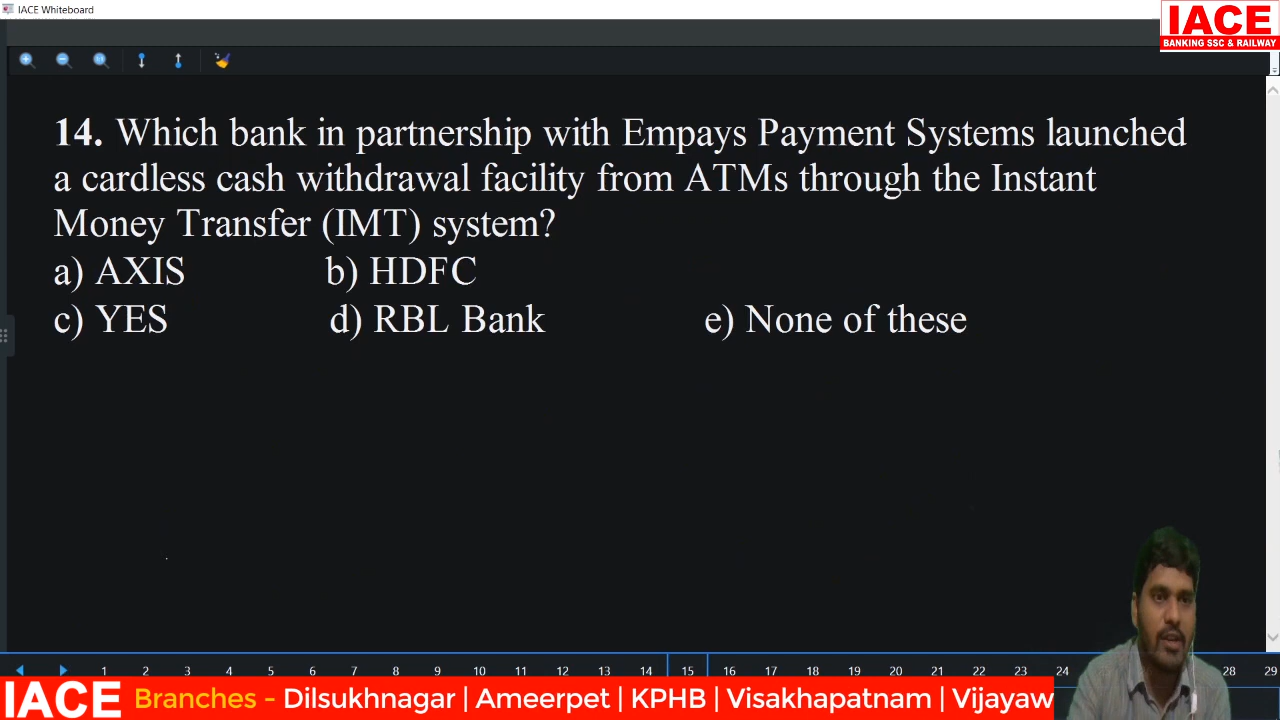 IACE Whiteboard
IACE
BANKING SSC & RAILWAY
14. Which bank in partnership with Empays Payment Systems launched
a cardless cash withdrawal facility from ATMs through the Instant
Money Transfer (IMT) system?
a) AXIS b) HDFC
c) YES d) RBL Bank e) None of these
1 2 3 4 5 6 7 8 9 10 11 12 13 14 15 16 17 18 19 20 21 22 23 24 28 29
IACE Branches - Dilsukhnagar | Ameerpet | KPHB | Visakhapatnam | Vijayaw